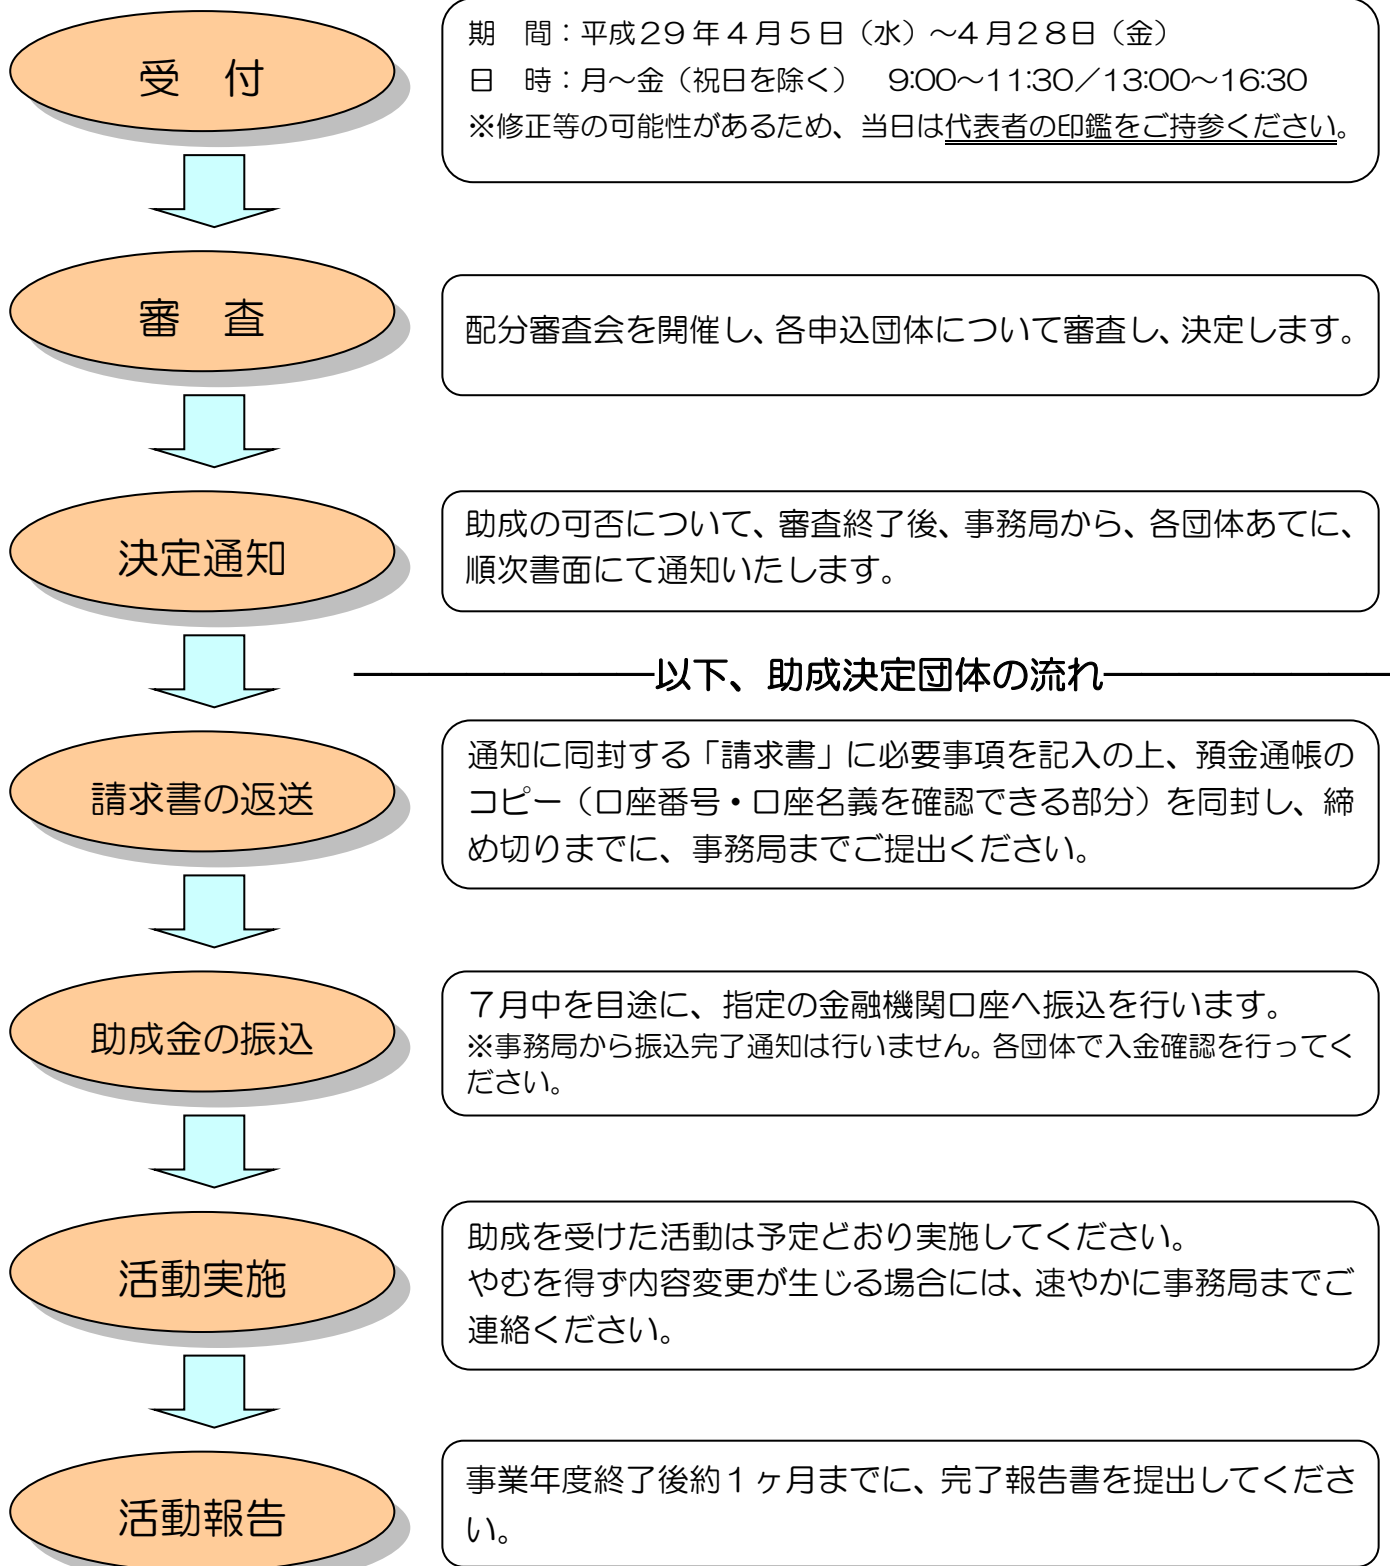 受　付
期　間：平成２９年４月５日（水）～４月２８日（金）
日　時：月～金（祝日を除く）　9:00～11:30／13:00～16:30
※修正等の可能性があるため、当日は代表者の印鑑をご持参ください。
審　査
配分審査会を開催し、各申込団体について審査し、決定します。
決定通知
助成の可否について、審査終了後、事務局から、各団体あてに、
順次書面にて通知いたします。
以下、助成決定団体の流れ
請求書の返送
通知に同封する「請求書」に必要事項を記入の上、預金通帳の
コピー（口座番号・口座名義を確認できる部分）を同封し、締
め切りまでに、事務局までご提出ください。
助成金の振込
７月中を目途に、指定の金融機関口座へ振込を行います。
※事務局から振込完了通知は行いません。各団体で入金確認を行ってく
ださい。
活動実施
助成を受けた活動は予定どおり実施してください。
やむを得ず内容変更が生じる場合には、速やかに事務局までご
連絡ください。
活動報告
事業年度終了後約１ヶ月までに、完了報告書を提出してくださ
い。